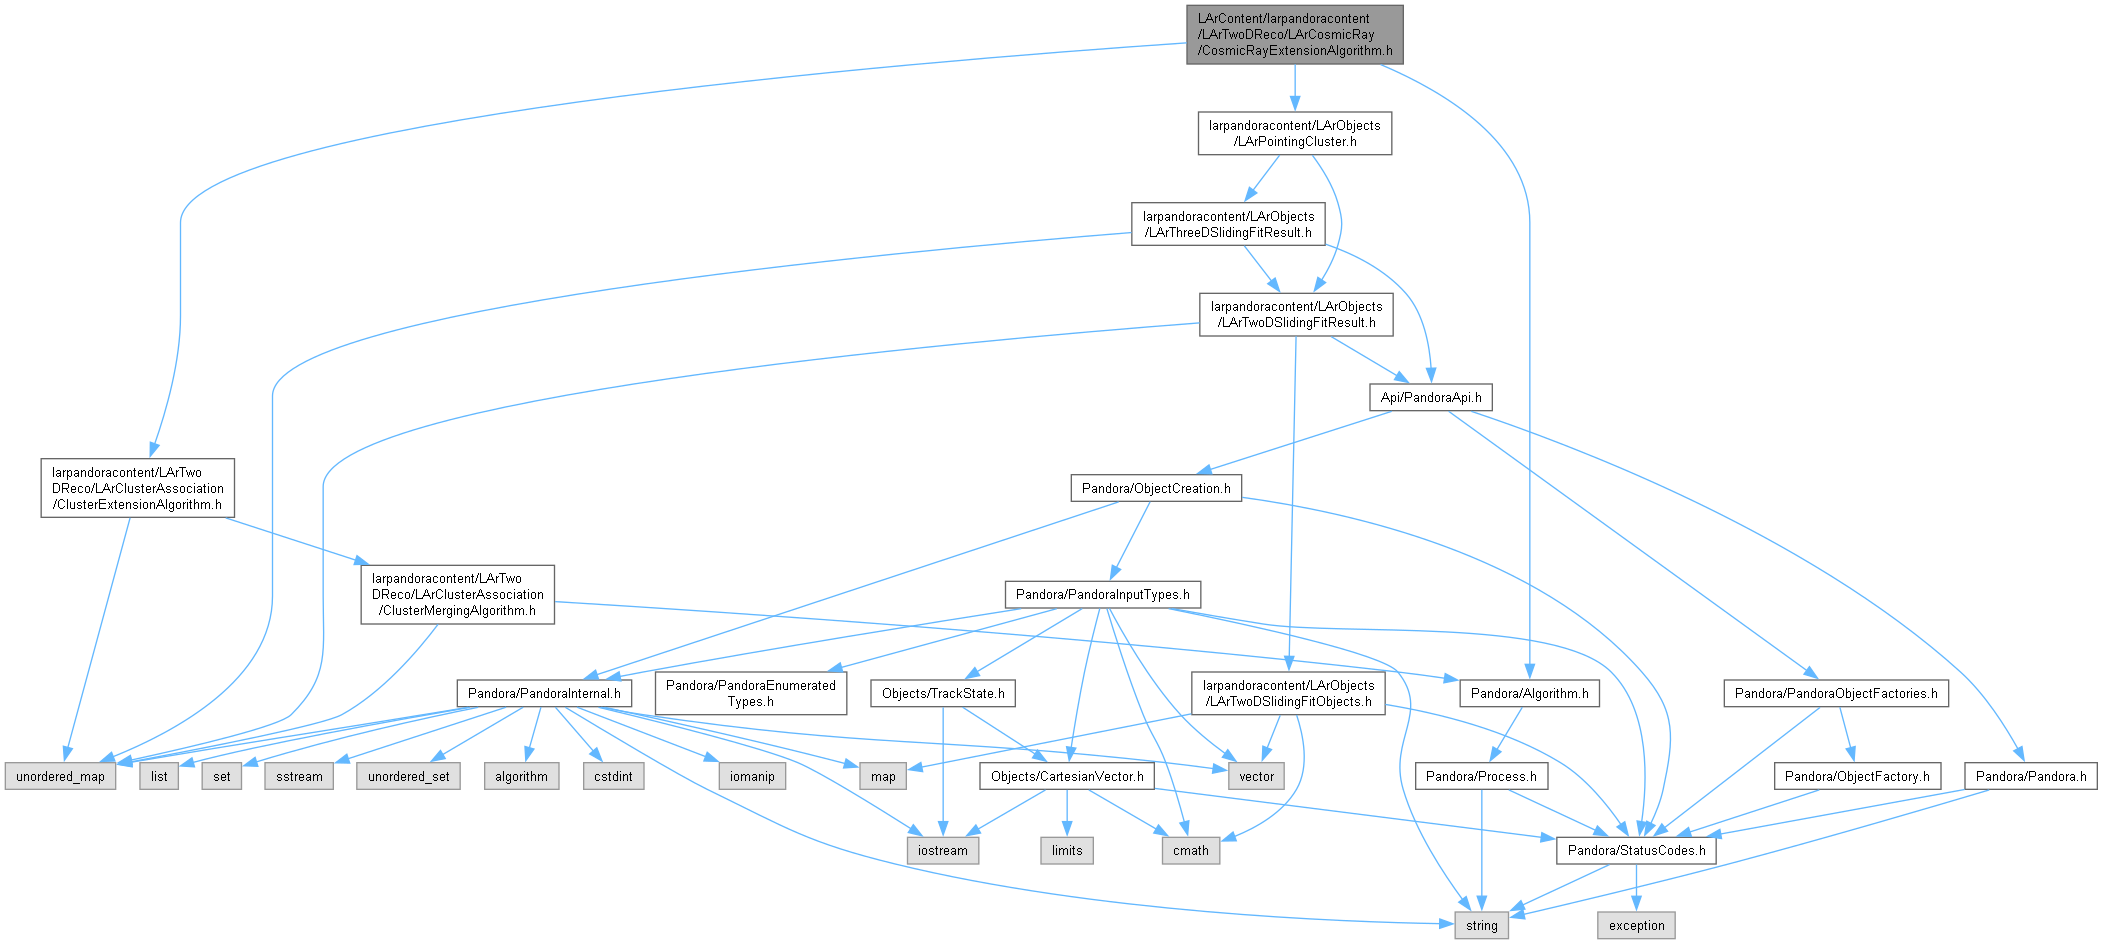 LArContent/larpandoracontent
/LArTwoDReco/LArCosmicRay
/CosmicRayExtensionAlgorithm.h
larpandoracontent/LArObjects
/LArPointingCluster.h
larpandoracontent/LArObjects
/LArThreeDSlidingFitResult.h
larpandoracontent/LArObjects
/LArTwoDSlidingFitResult.h
Api/PandoraApi.h
larpandoracontent/LArTwo
DReco/LArClusterAssociation
/ClusterExtensionAlgorithm.h
Pandora/ObjectCreation.h
larpandoracontent/LArTwo
DReco/LArClusterAssociation
/ClusterMergingAlgorithm.h
Pandora/PandoraInputTypes.h
Pandora/PandoraInternal.h
Pandora/PandoraEnumerated
Types.h
Objects/TrackState.h
larpandoracontent/LArObjects
/LArTwoDSlidingFitObjects.h
Pandora/Algorithm.h
Pandora/PandoraObjectFactories.h
unordered_map
list
set
sstream
unordered_set
algorithm
cstdint
iomanip
map
Objects/CartesianVector.h
vector
Pandora/Process.h
Pandora/ObjectFactory.h
Pandora/Pandora.h
iostream
limits
cmath
Pandora/StatusCodes.h
string
exception